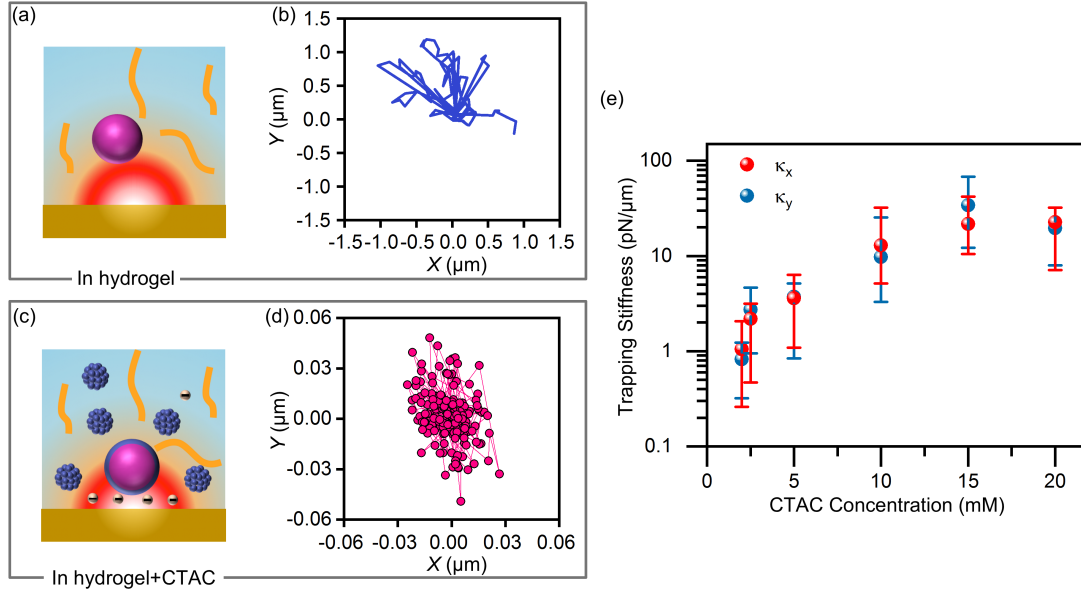 (a)
In hydrogel
(b)
1.5
1.0
0.5
0.0
-0.5
-1.0
-1.5
Y (μm)
-1.5 -1.0 -0.5 0.0 0.5 1.0 1.5
X (μm)
(c)
In hydrogel+CTAC
(d)
0.06
0.03
0.00
-0.03
-0.06
Y (μm)
-0.06 -0.03 0.00 0.03 0.06
X (μm)
(e)
κx
κy
100
10
1
0.1
Trapping Stiffness (pN/μm)
0 5 10 15 20
CTAC Concentration (mM)